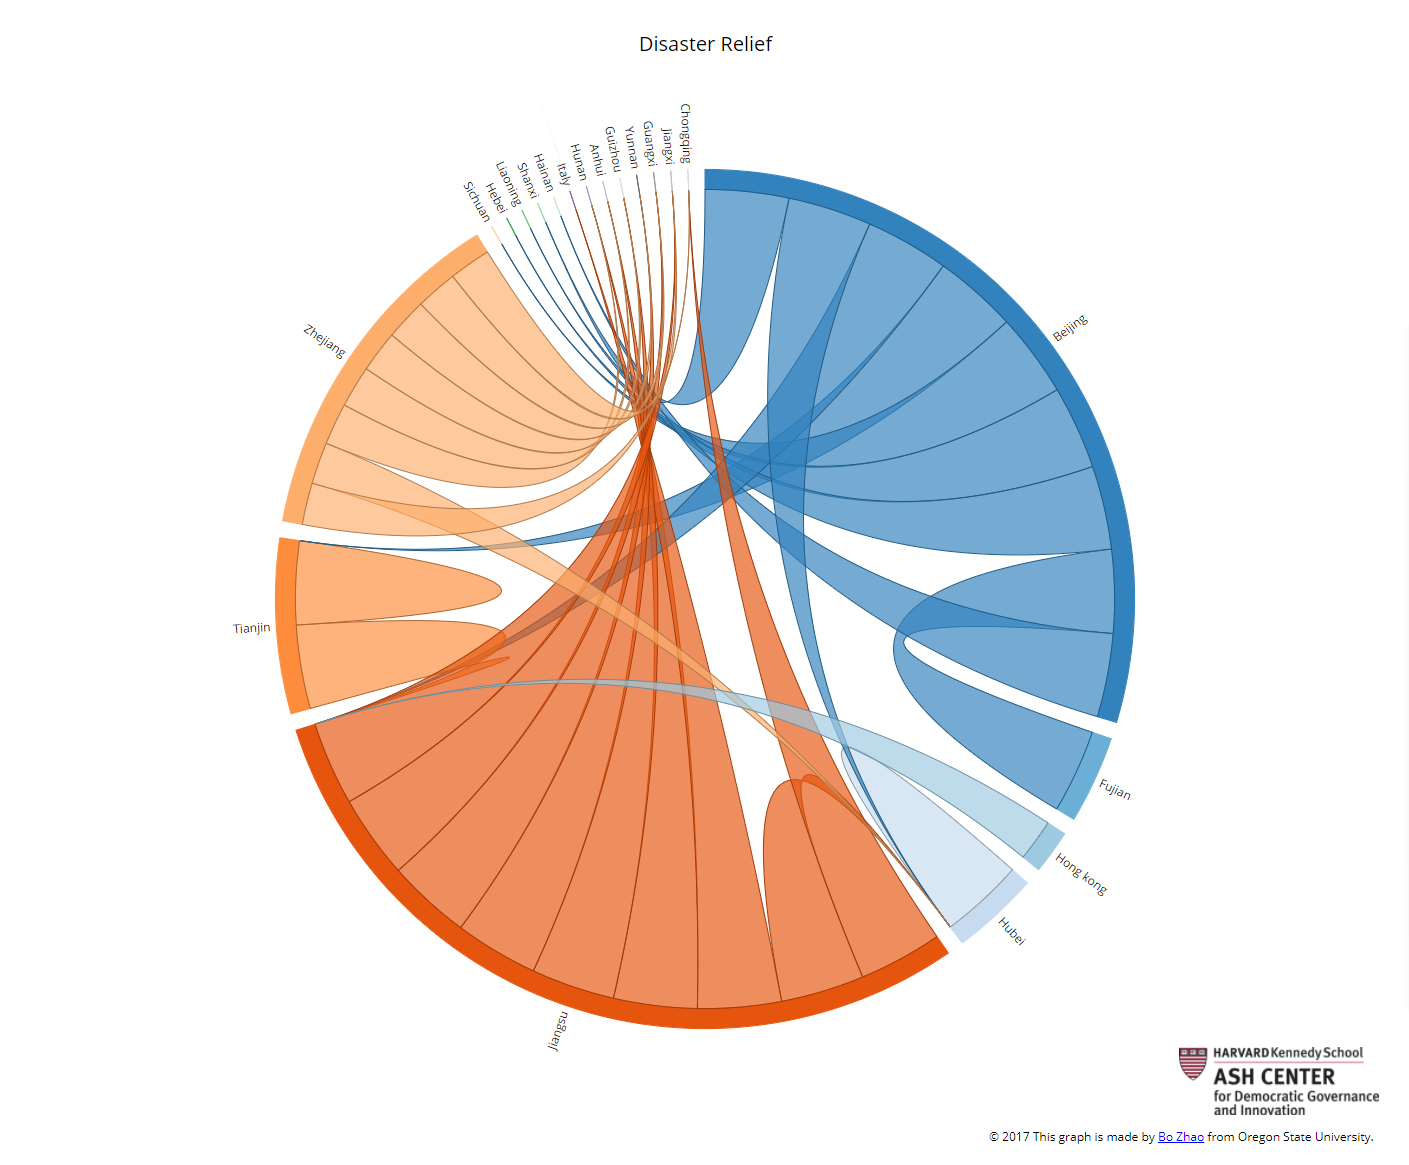 Disaster Relief
Sichuan
Hebei
Liaoning
Shanxi
Hainan
Italy
Hunan
Anhui
Guizhou
Yunnan
Guangxi
Jiangxi
Chongqing
Beijing
Zhejiang
Tianjin
Fujian
Hong kong
Hubei
Jiangsu
HARVARD Kennedy School
ASH CENTER
for Democratic Governance
and Innovation
© 2017 This graph is made by Bo Zhao from Oregon State University.